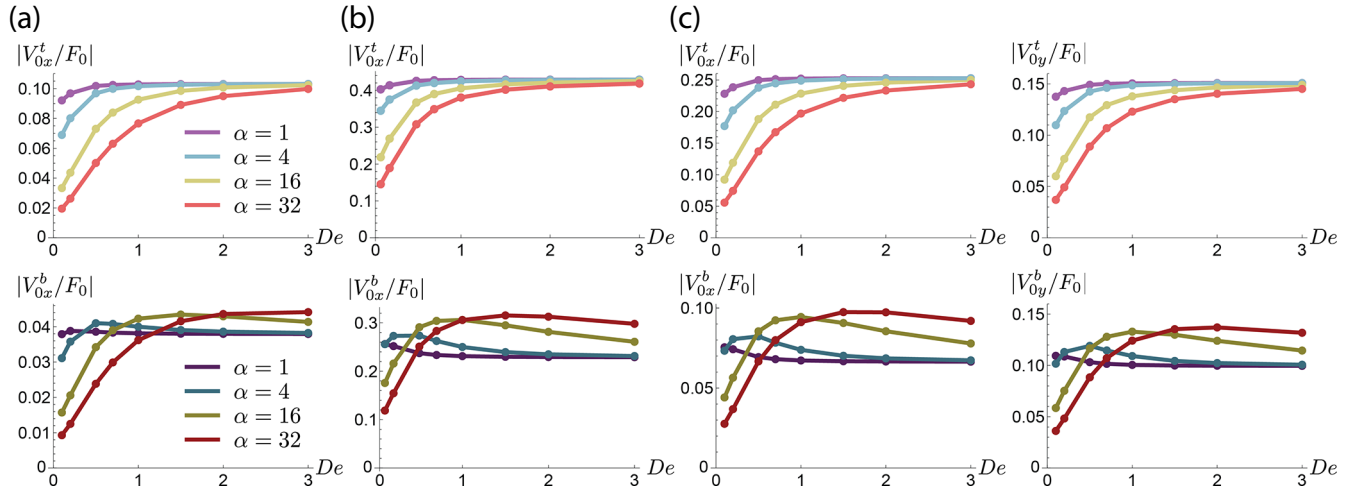 (a)
(b)
(c)
|V^t_{0x}/F_0|
0.10
0.08
0.06
0.04
0.02
0
α = 1
α = 4
α = 16
α = 32
0 1 2 3 De
|V^t_{0x}/F_0|
0.4
0.3
0.2
0.1
0
0 1 2 3
|V^t_{0x}/F_0|
0.25
0.20
0.15
0.10
0.05
0
0 1 2 3
|V^t_{0y}/F_0|
0.15
0.10
0.05
0
0 1 2 3 De
|V^b_{0x}/F_0|
0.04
0.03
0.02
0.01
0
α = 1
α = 4
α = 16
α = 32
0 1 2 3 De
|V^b_{0x}/F_0|
0.3
0.2
0.1
0
0 1 2 3
|V^b_{0x}/F_0|
0.10
0.05
0
0 1 2 3
|V^b_{0y}/F_0|
0.15
0.10
0.05
0
0 1 2 3 De